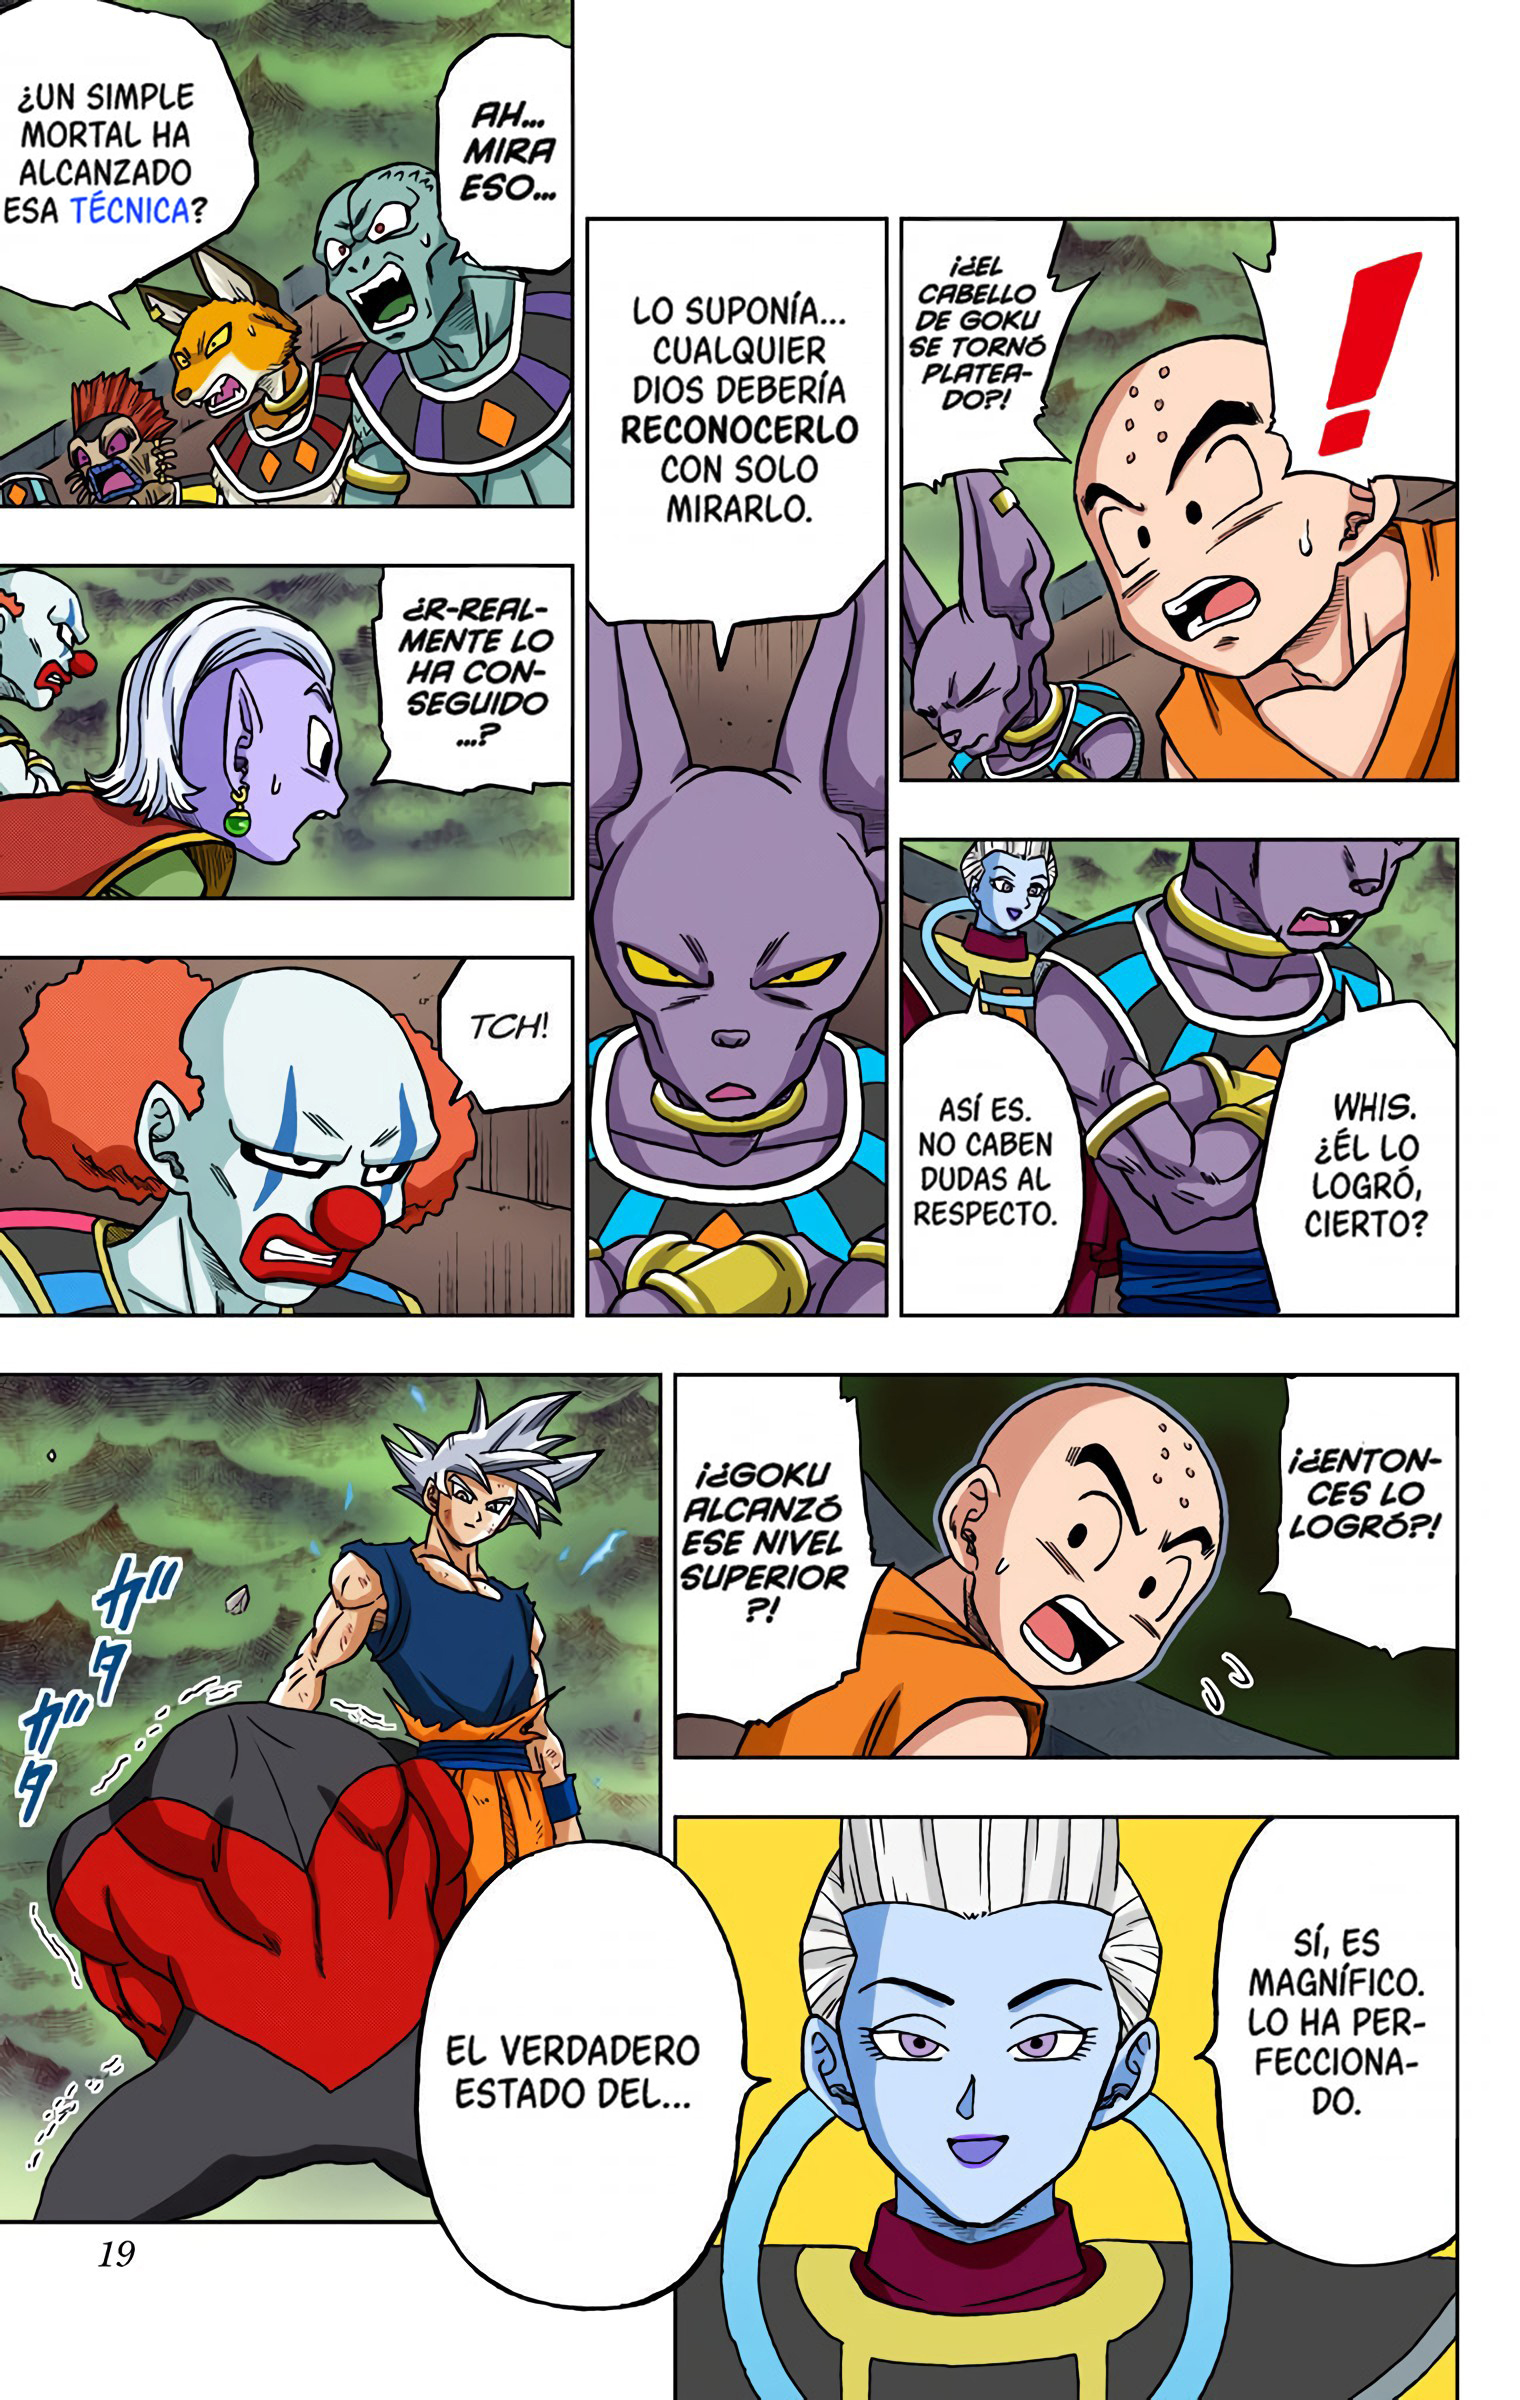 ¡¿EL
CABELLO
DE GOKU
SE TORNÓ
PLATEA-
DO?!
!
WHIS.
¿ÉL LO
LOGRÓ,
CIERTO?
ASÍ ES.
NO CABEN
DUDAS AL
RESPECTO.
LO SUPONÍA...
CUALQUIER
DIOS DEBERÍA
RECONOCERLO
CON SOLO
MIRARLO.
AH...
MIRA
ESO...
¿UN SIMPLE
MORTAL HA
ALCANZADO
ESA TÉCNICA?
¿R-REAL-
MENTE LO
HA CON-
SEGUIDO
...?
TCH!
¡¿ENTON-
CES LO
LOGRÓ?!
¡¿GOKU
ALCANZÓ
ESE NIVEL
SUPERIOR
?!
SÍ, ES
MAGNÍFICO.
LO HA PER-
FECCIONA-
DO.
EL VERDADERO
ESTADO DEL...
ガタ
ガタ
19